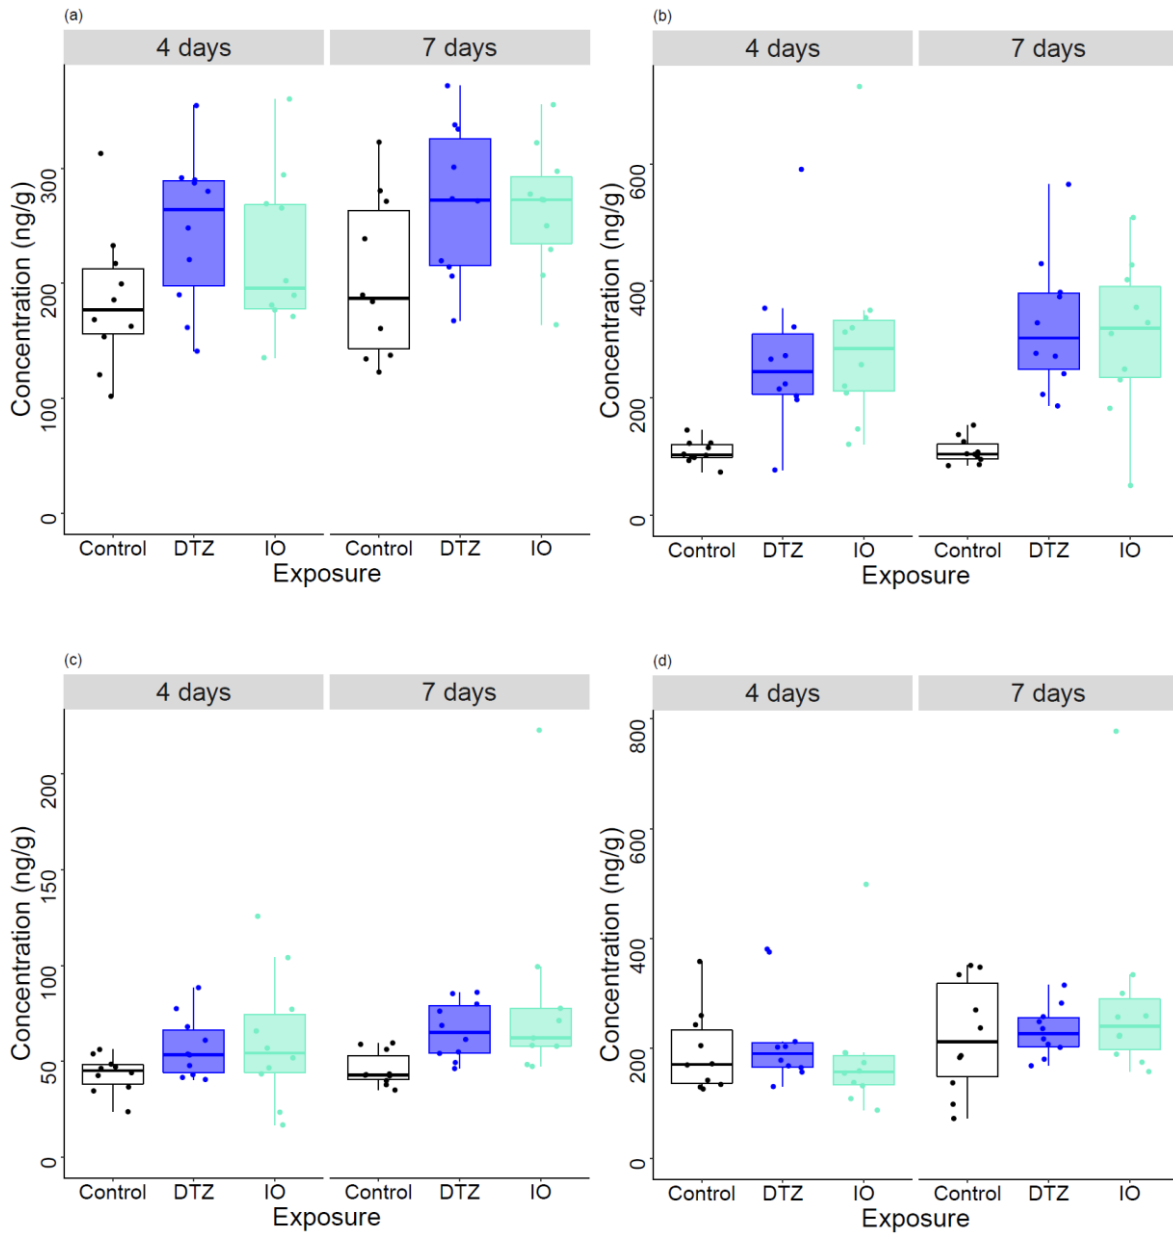 (a)
4 days 7 days
Concentration (ng/g)
300
200
100
0
Control DTZ IO Control DTZ IO
Exposure
(b)
4 days 7 days
Concentration (ng/g)
600
400
200
0
Control DTZ IO Control DTZ IO
Exposure
(c)
4 days 7 days
Concentration (ng/g)
200
150
100
50
0
Control DTZ IO Control DTZ IO
Exposure
(d)
4 days 7 days
Concentration (ng/g)
800
600
400
200
0
Control DTZ IO Control DTZ IO
Exposure